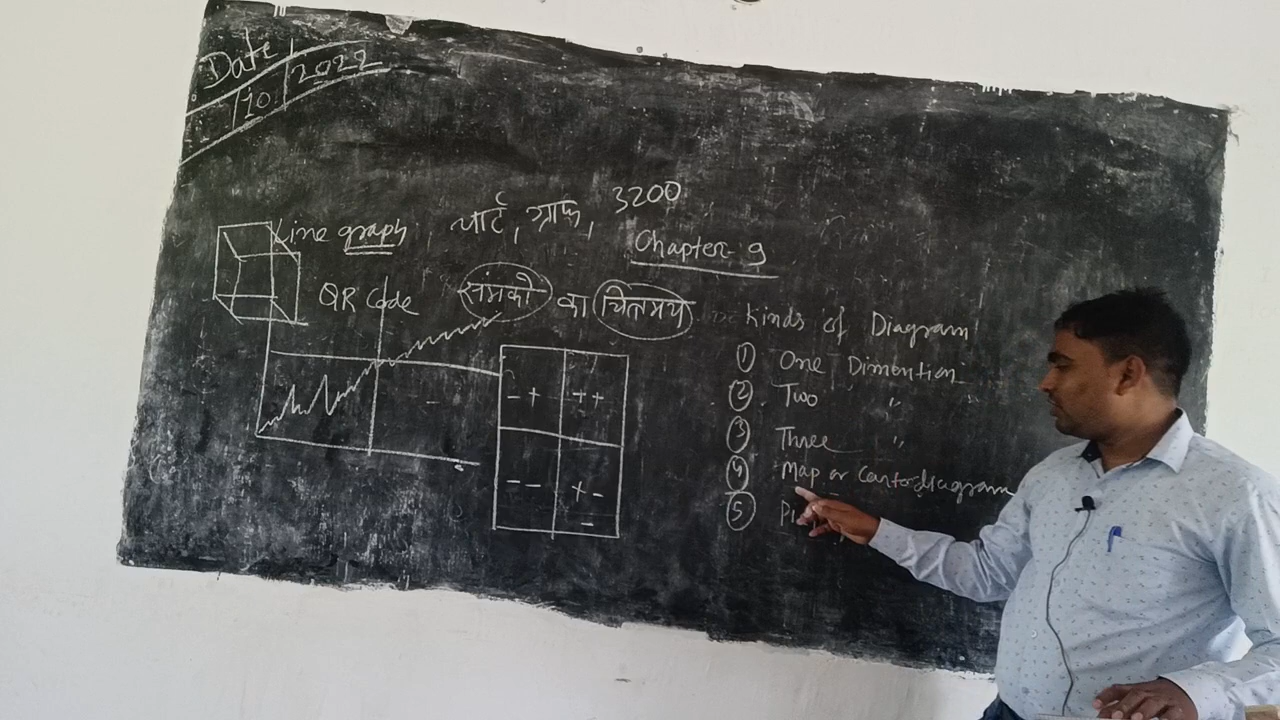 Date
10 2022
Line graph, चार्ट, ग्राफ, 3200
Chapter-9
QR Code संमकों का चित्रमय
Kinds of Diagram
① One Dimention
② Two "
③ Three "
④ Map or Cartodiagram
⑤
- + + +
- - + -
-